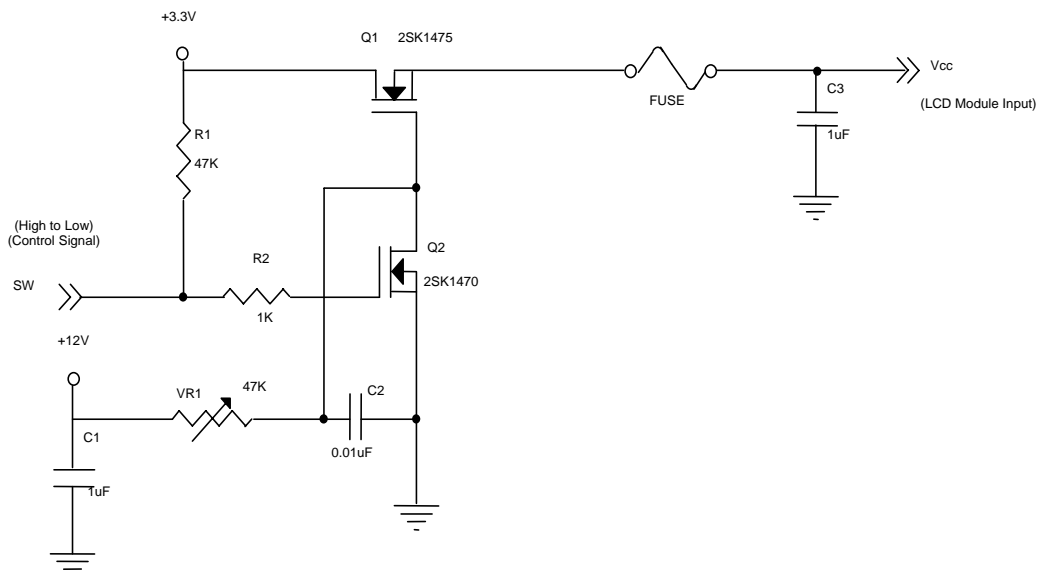 +3.3V
Q1 2SK1475
Vcc
FUSE
C3
(LCD Module Input)
R1
1uF
47K
(High to Low)
(Control Signal)
Q2
R2
2SK1470
SW
1K
+12V
VR1
47K
C2
C1
0.01uF
1uF